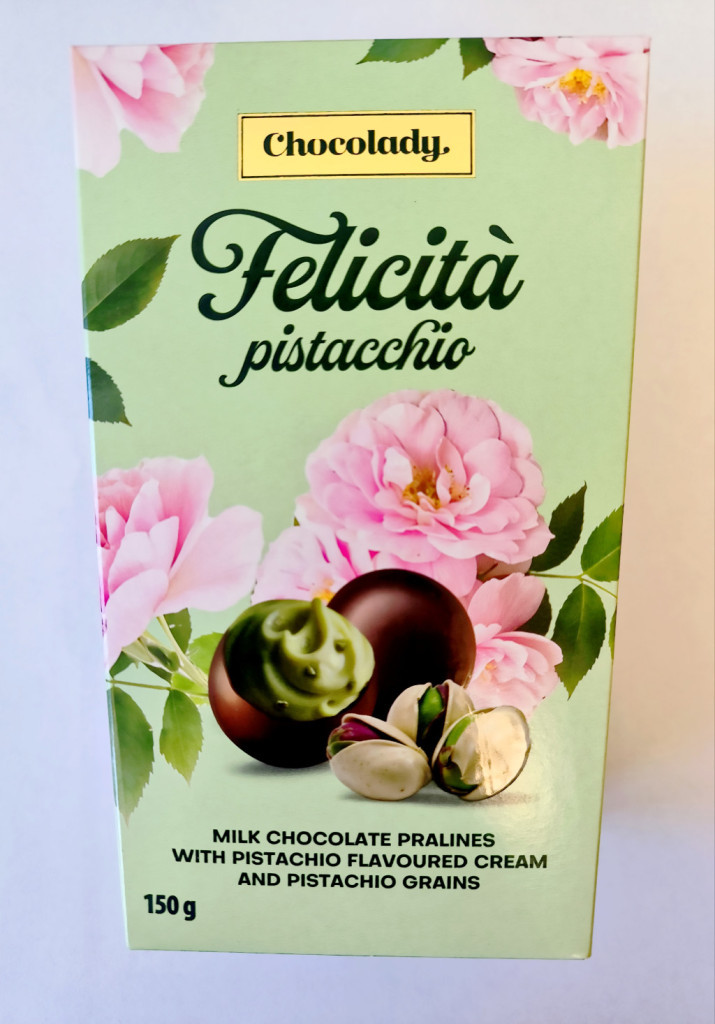 Chocolady
Felicità
pistacchio
MILK CHOCOLATE PRALINES
WITH PISTACHIO FLAVOURED CREAM
AND PISTACHIO GRAINS
150 g